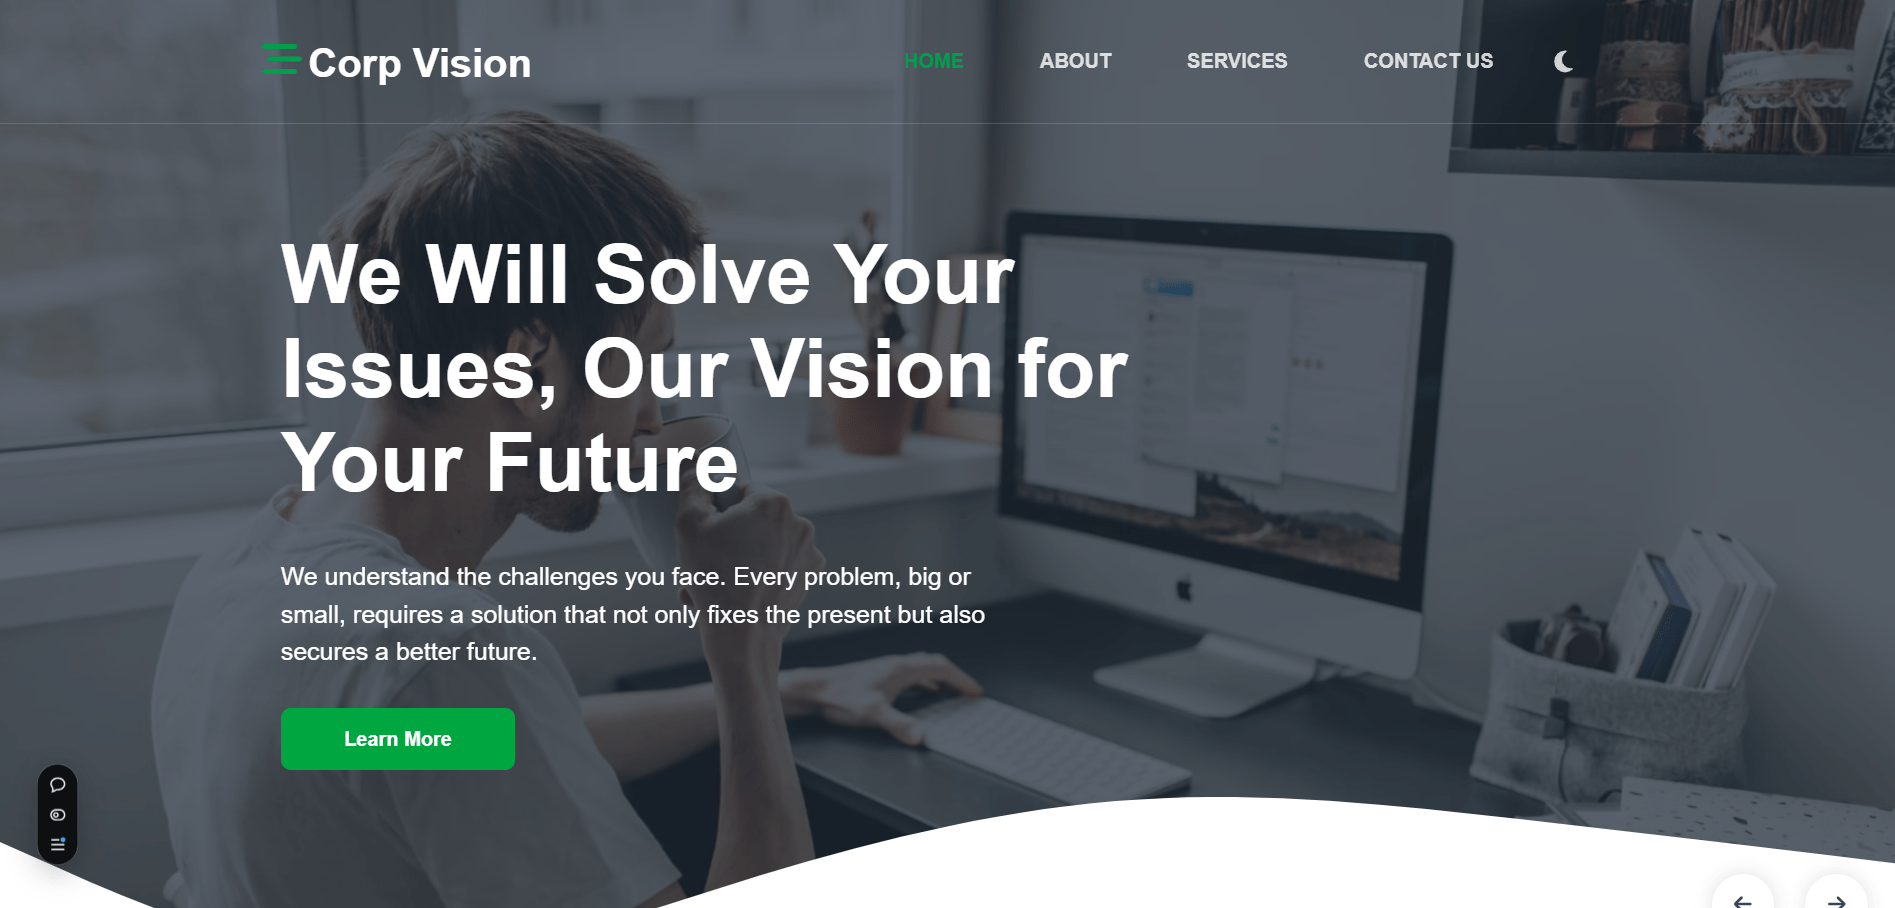 Corp Vision
HOME
ABOUT
SERVICES
CONTACT US
We Will Solve Your
Issues, Our Vision for
Your Future
We understand the challenges you face. Every problem, big or
small, requires a solution that not only fixes the present but also
secures a better future.
Learn More